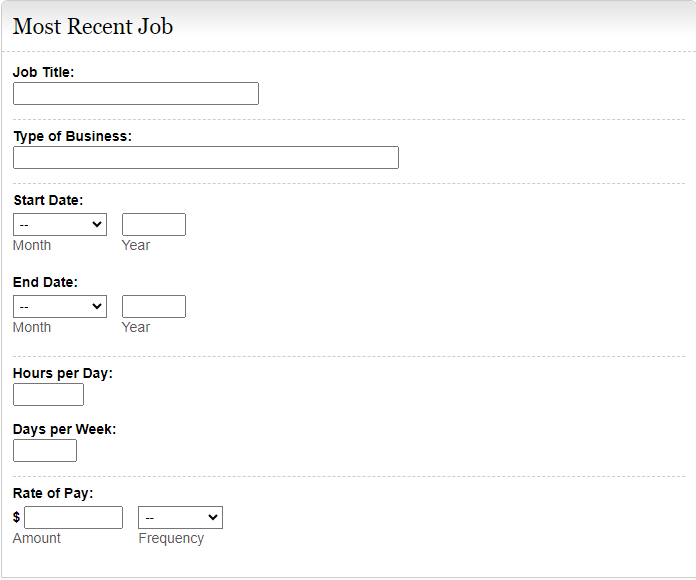 Most Recent Job
Job Title:
Type of Business:
Start Date:
--
Month Year
End Date:
--
Month Year
Hours per Day:
Days per Week:
Rate of Pay:
$ --
Amount Frequency